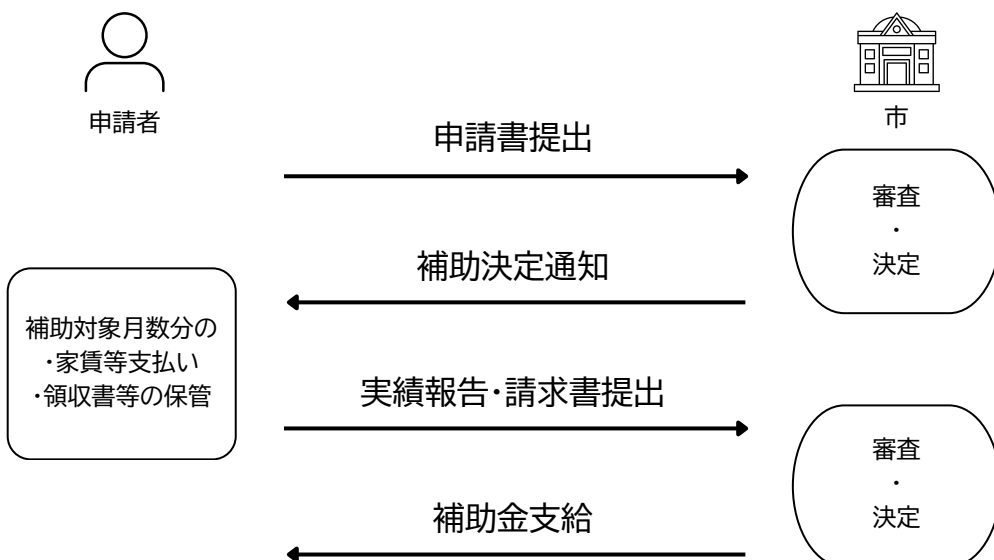 申請者
市
申請書提出
審査
・
決定
補助決定通知
補助対象月数分の
・家賃等支払い
・領収書等の保管
実績報告・請求書提出
審査
・
決定
補助金支給